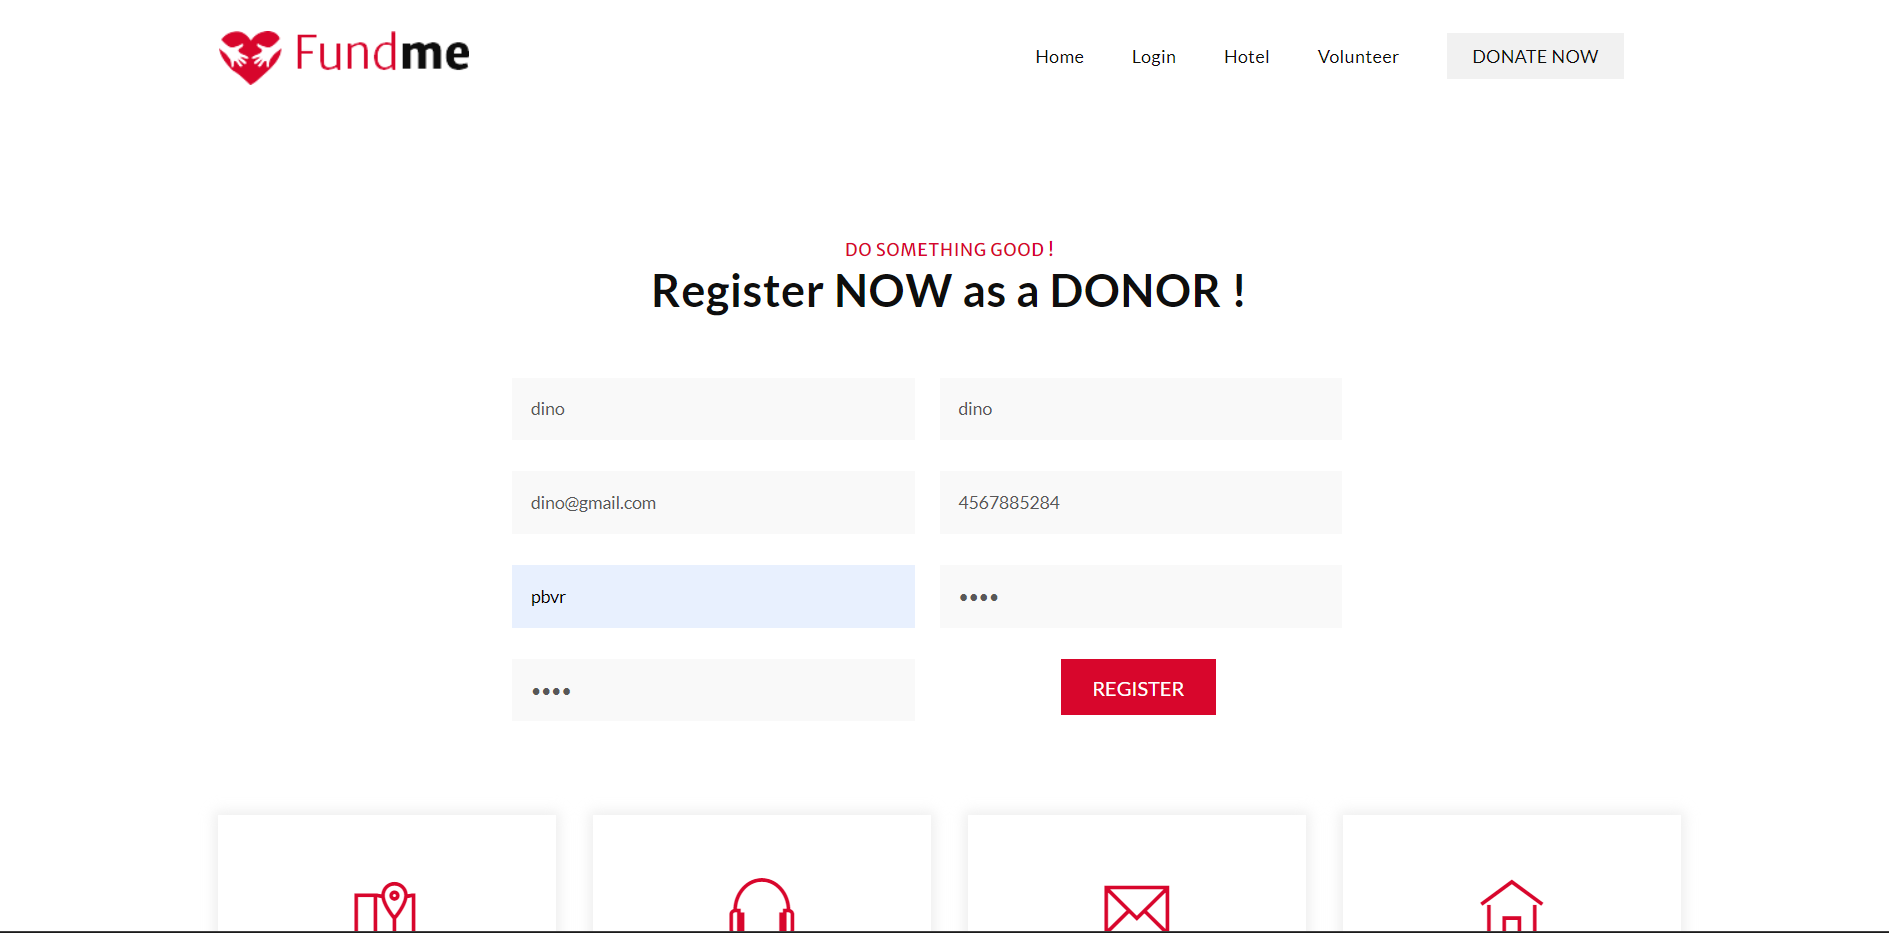 Fundme
Home Login Hotel Volunteer DONATE NOW
DO SOMETHING GOOD !
Register NOW as a DONOR !
dino dino
dino@gmail.com 4567885284
pbvr ••••
•••• REGISTER